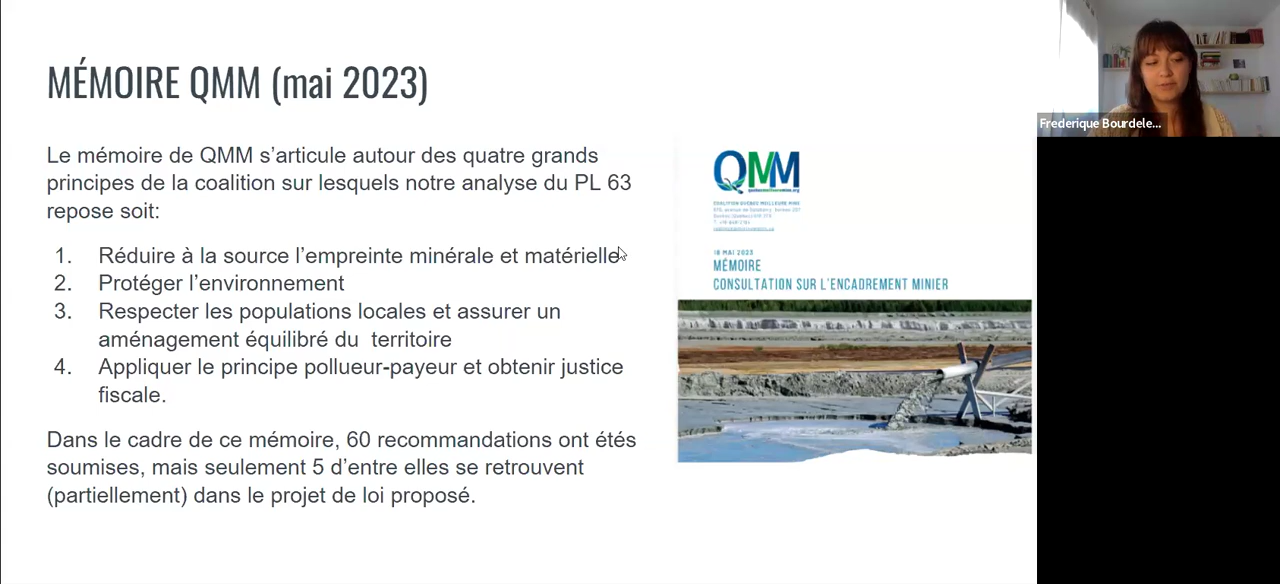 MÉMOIRE QMM (mai 2023)
Le mémoire de QMM s’articule autour des quatre grands
principes de la coalition sur lesquels notre analyse du PL 63
repose soit:
1. Réduire à la source l’empreinte minérale et matérielle
2. Protéger l’environnement
3. Respecter les populations locales et assurer un
aménagement équilibré du  territoire
4. Appliquer le principe pollueur-payeur et obtenir justice
fiscale.
Dans le cadre de ce mémoire, 60 recommandations ont étés
soumises, mais seulement 5 d’entre elles se retrouvent
(partiellement) dans le projet de loi proposé.
QMM
COALITION QUÉBEC MEILLEURE MINE
18 MAI 2023
MÉMOIRE
CONSULTATION SUR L’ENCADREMENT MINIER
Frederique Bourdele...